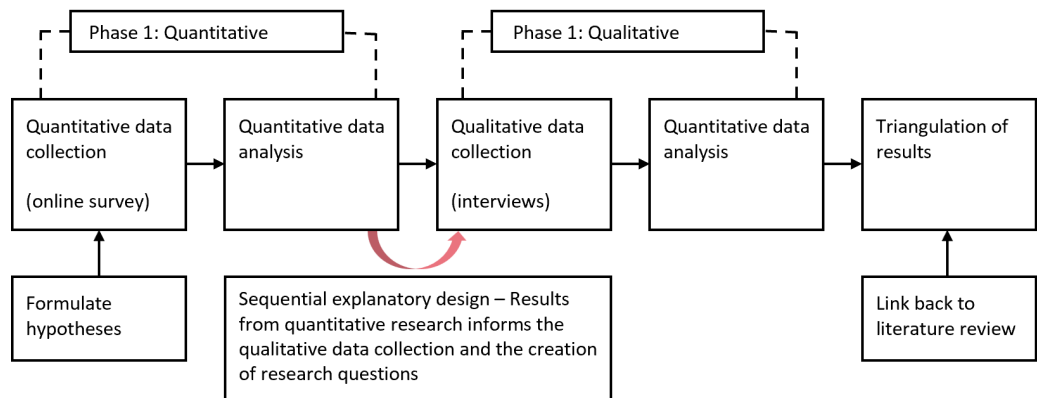 Phase 1: Quantitative
Phase 1: Qualitative
Quantitative data
collection
(online survey)
Quantitative data
analysis
Qualitative data
collection
(interviews)
Quantitative data
analysis
Triangulation of
results
Formulate
hypotheses
Sequential explanatory design – Results
from quantitative research informs the
qualitative data collection and the creation
of research questions
Link back to
literature review